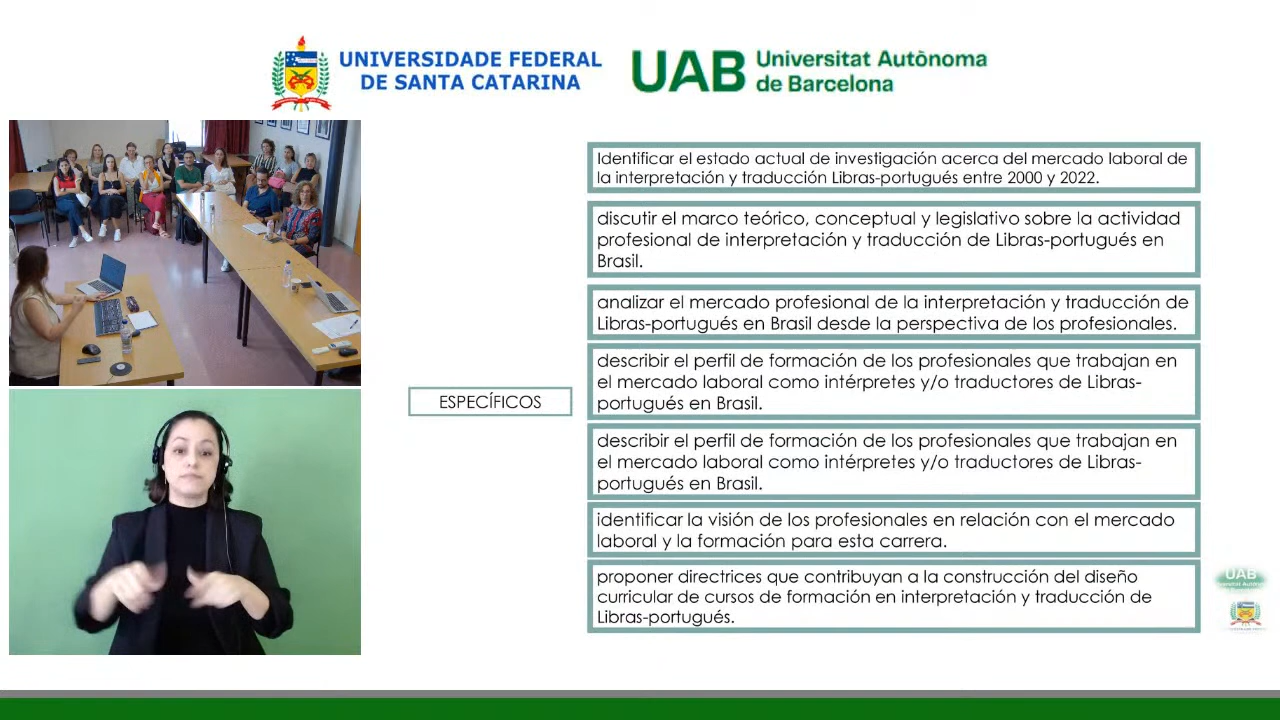 UNIVERSIDADE FEDERAL
DE SANTA CATARINA
UAB
Universitat Autònoma
de Barcelona
Identificar el estado actual de investigación acerca del mercado laboral de
la interpretación y traducción Libras-portugués entre 2000 y 2022.
discutir el marco teórico, conceptual y legislativo sobre la actividad
profesional de interpretación y traducción de Libras-portugués en
Brasil.
analizar el mercado profesional de la interpretación y traducción de
Libras-portugués en Brasil desde la perspectiva de los profesionales.
describir el perfil de formación de los profesionales que trabajan en
el mercado laboral como intérpretes y/o traductores de Libras-
portugués en Brasil.
ESPECÍFICOS
describir el perfil de formación de los profesionales que trabajan en
el mercado laboral como intérpretes y/o traductores de Libras-
portugués en Brasil.
identificar la visión de los profesionales en relación con el mercado
laboral y la formación para esta carrera.
proponer directrices que contribuyan a la construcción del diseño
curricular de cursos de formación en interpretación y traducción de
Libras-portugués.
UAB